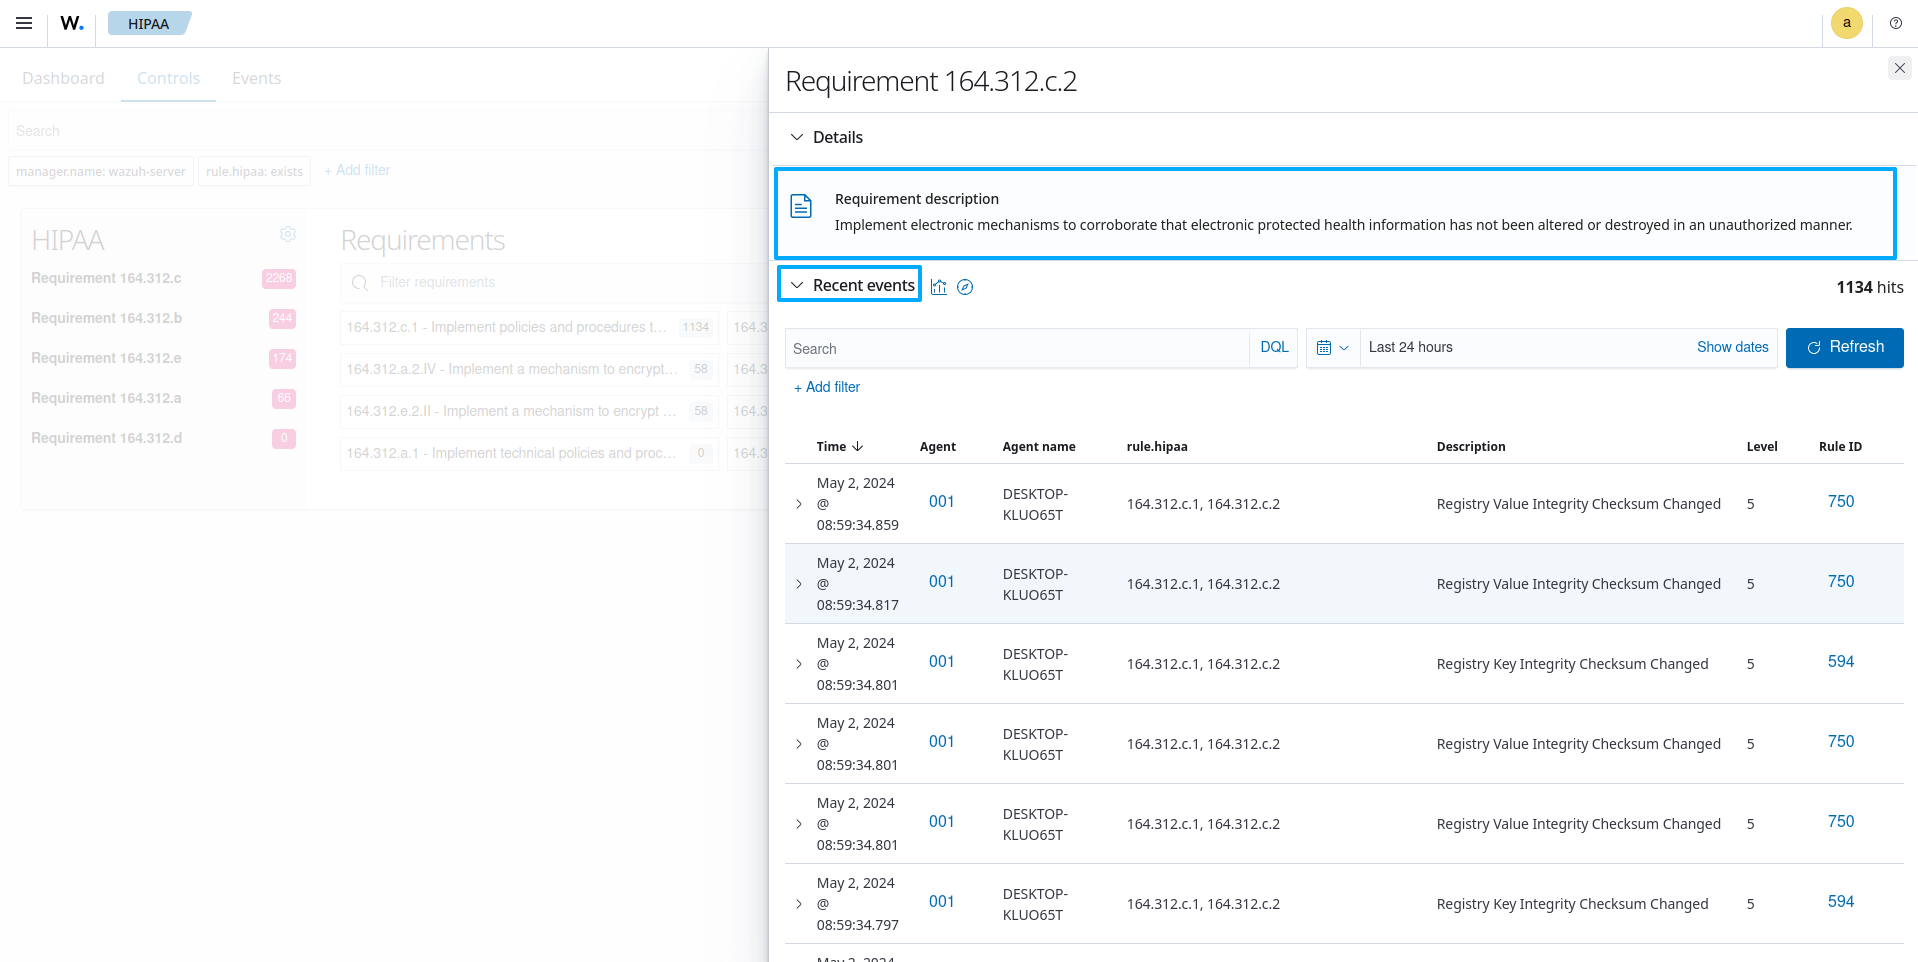 W.
HIPAA
a
Dashboard
Controls
Events
Search
manager.name: wazuh-server
rule.hipaa: exists
+ Add filter
HIPAA
Requirement 164.312.c
2268
Requirement 164.312.b
244
Requirement 164.312.e
174
Requirement 164.312.a
66
Requirement 164.312.d
0
Requirements
Filter requirements
164.312.c.1 - Implement policies and procedures t...
1134
164.3
164.312.a.2.IV - Implement a mechanism to encrypt...
58
164.3
164.312.e.2.II - Implement a mechanism to encrypt ...
58
164.3
164.312.a.1 - Implement technical policies and proc...
0
164.3
Requirement 164.312.c.2
Details
Requirement description
Implement electronic mechanisms to corroborate that electronic protected health information has not been altered or destroyed in an unauthorized manner.
Recent events
1134 hits
Search
DQL
Last 24 hours
Show dates
Refresh
+ Add filter
Time
Agent
Agent name
rule.hipaa
Description
Level
Rule ID
May 2, 2024
@
08:59:34.859
001
DESKTOP-
KLUO65T
164.312.c.1, 164.312.c.2
Registry Value Integrity Checksum Changed
5
750
May 2, 2024
@
08:59:34.817
001
DESKTOP-
KLUO65T
164.312.c.1, 164.312.c.2
Registry Value Integrity Checksum Changed
5
750
May 2, 2024
@
08:59:34.801
001
DESKTOP-
KLUO65T
164.312.c.1, 164.312.c.2
Registry Key Integrity Checksum Changed
5
594
May 2, 2024
@
08:59:34.801
001
DESKTOP-
KLUO65T
164.312.c.1, 164.312.c.2
Registry Value Integrity Checksum Changed
5
750
May 2, 2024
@
08:59:34.801
001
DESKTOP-
KLUO65T
164.312.c.1, 164.312.c.2
Registry Value Integrity Checksum Changed
5
750
May 2, 2024
@
08:59:34.797
001
DESKTOP-
KLUO65T
164.312.c.1, 164.312.c.2
Registry Key Integrity Checksum Changed
5
594
May 2, 2024